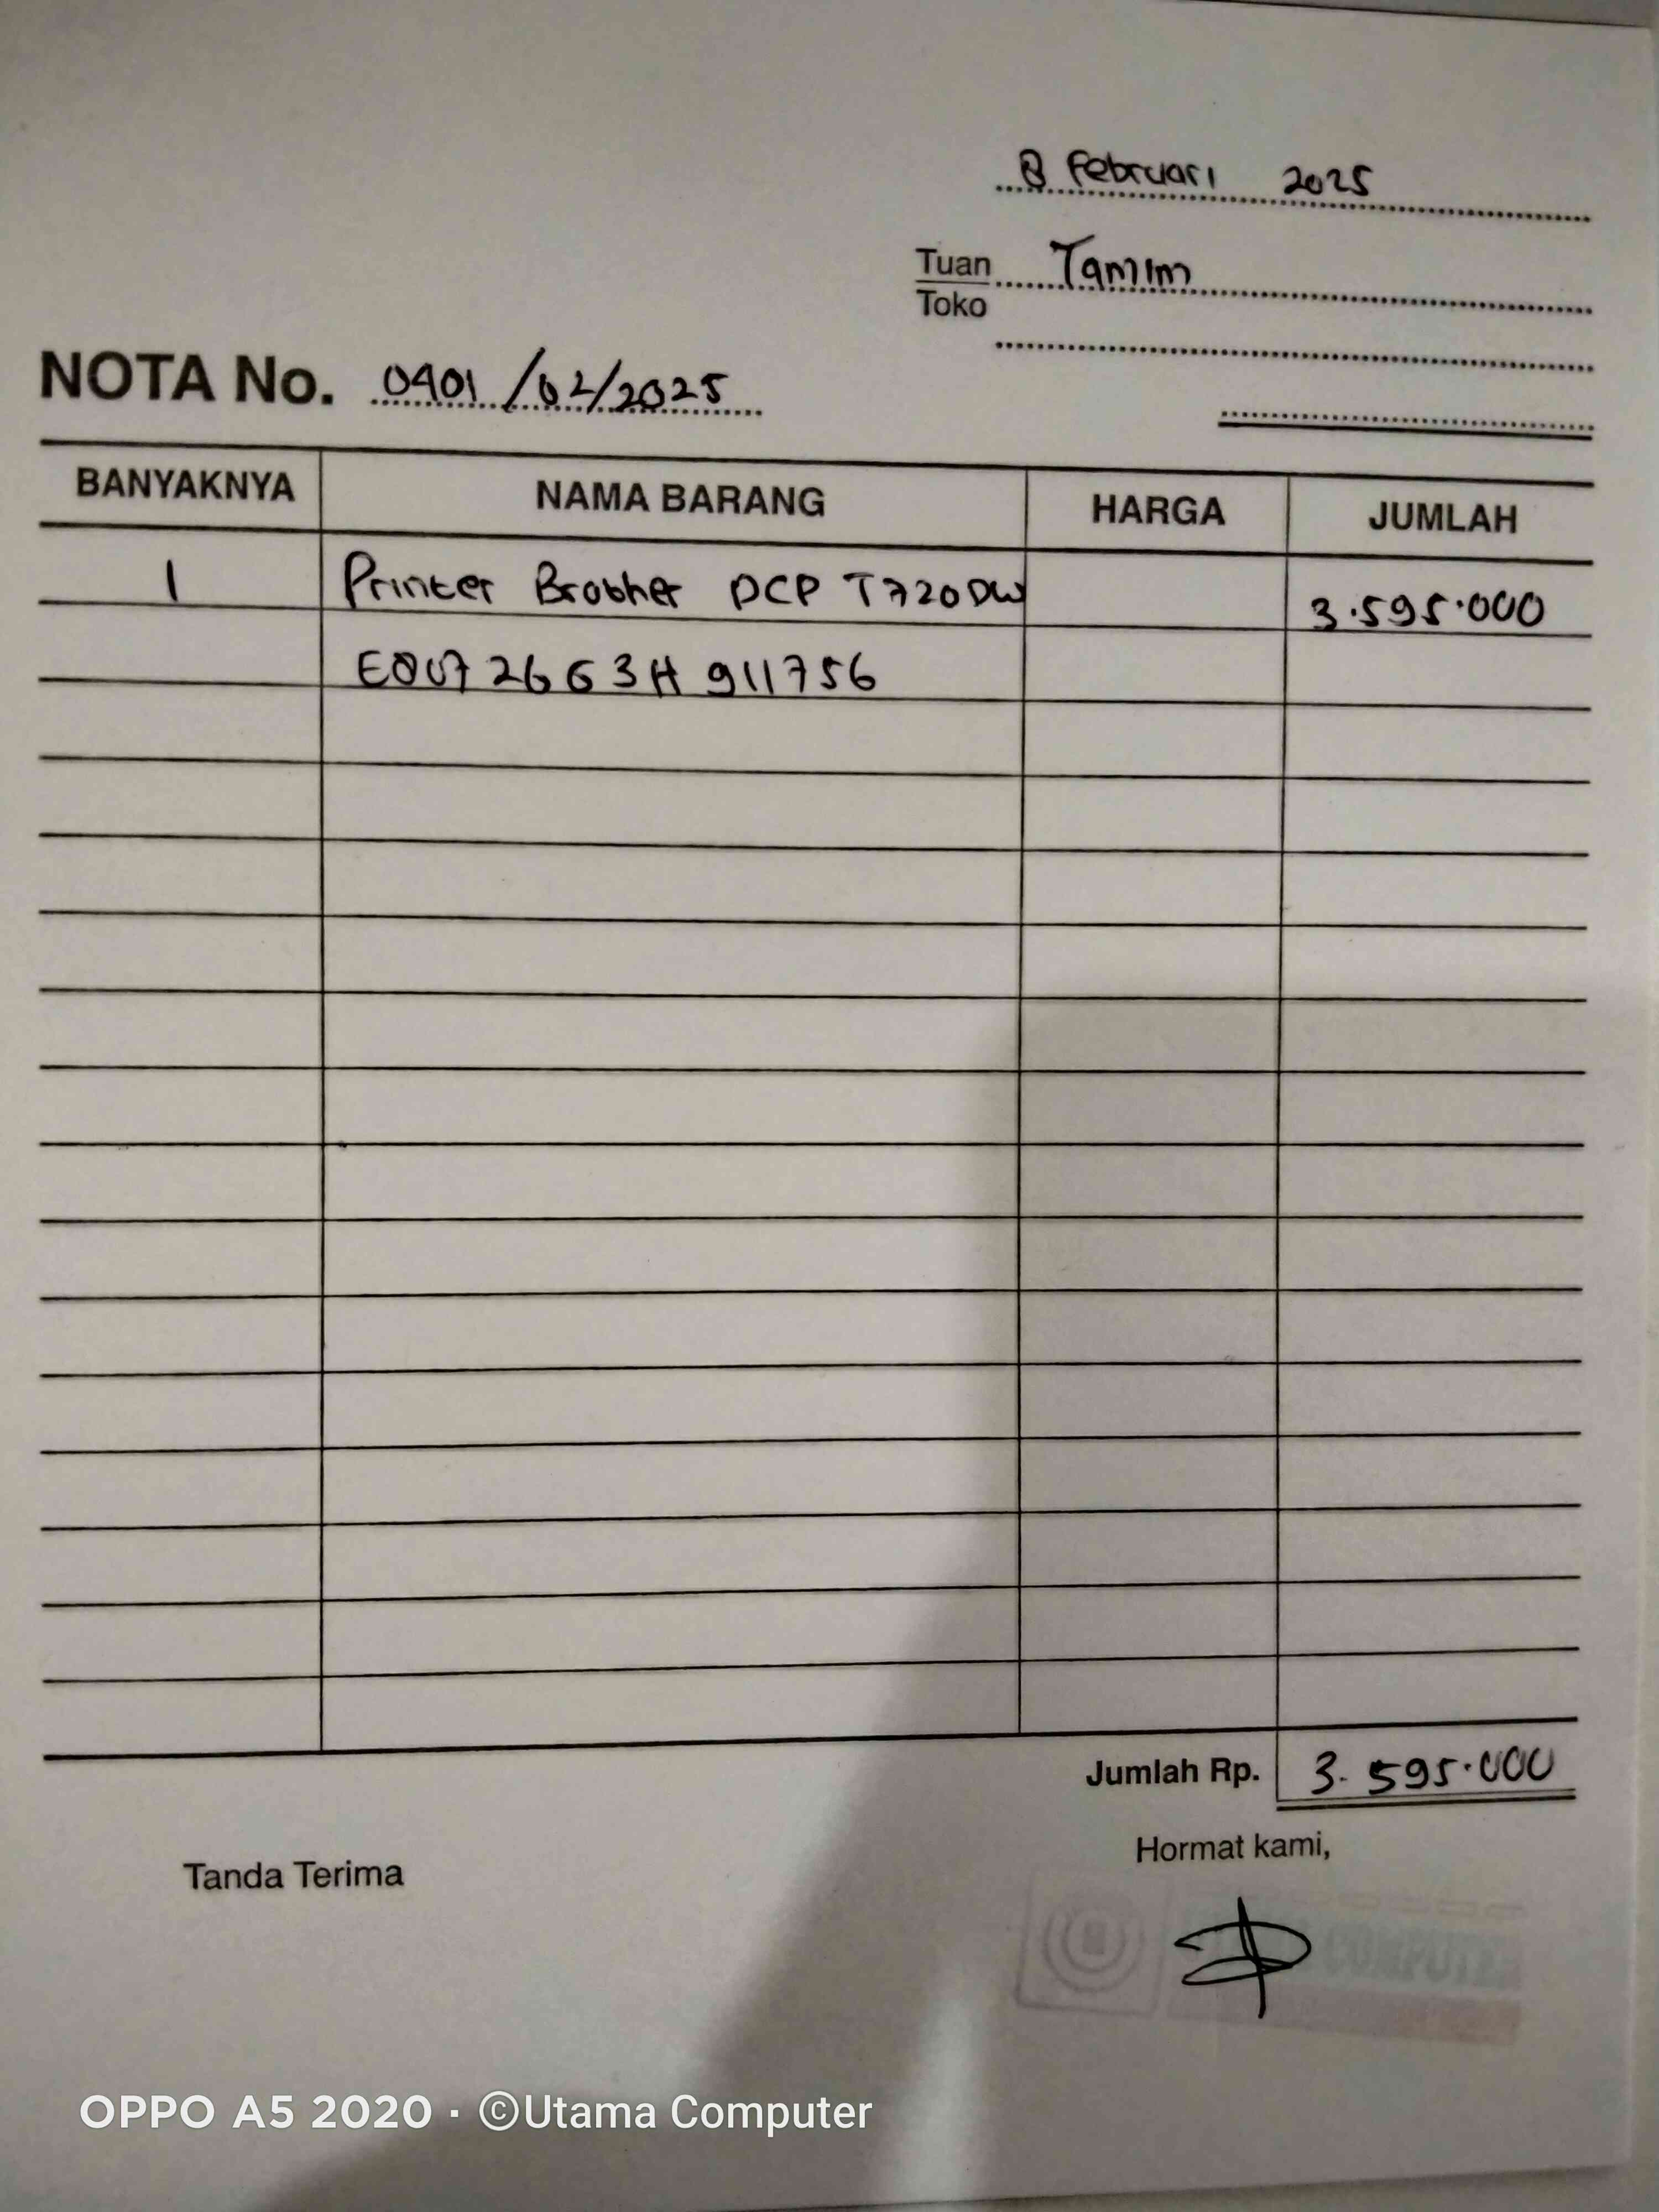 8 Februari 2025
Tuan Tamim
Toko
NOTA No. 0401/02/2025
BANYAKNYA NAMA BARANG HARGA JUMLAH
1 Printer Brother DCP T720DW 3.595.000
E80726G3H911756
Jumlah Rp. 3.595.000
Tanda Terima Hormat kami,
COMPUTER
OPPO A5 2020 · ©Utama Computer